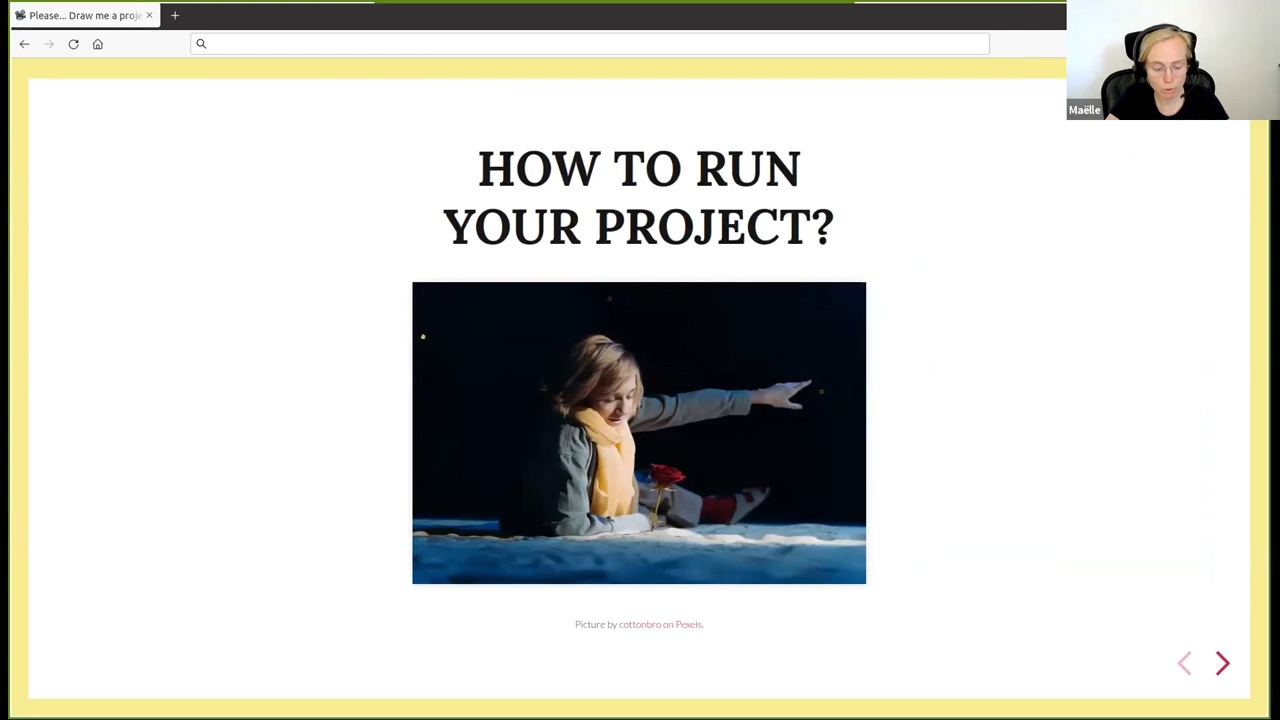 Please... Draw me a proje
Maëlle
HOW TO RUN
YOUR PROJECT?
Picture by cottonbro on Pexels.